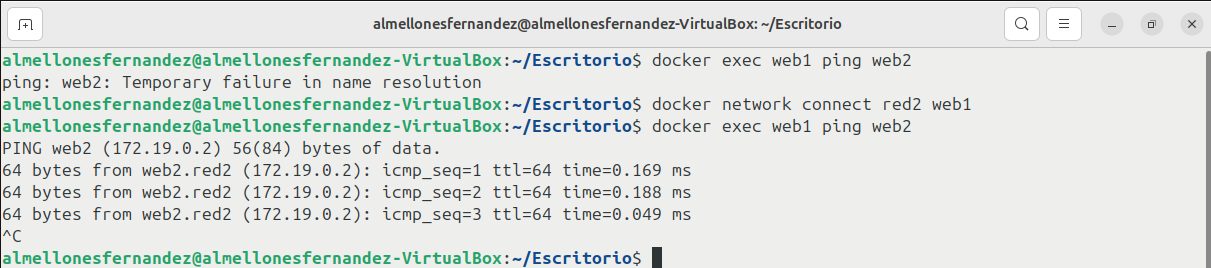 almellonesfernandez@almellonesfernandez-VirtualBox: ~/Escritorio
almellonesfernandez@almellonesfernandez-VirtualBox:~/Escritorio$ docker exec web1 ping web2
ping: web2: Temporary failure in name resolution
almellonesfernandez@almellonesfernandez-VirtualBox:~/Escritorio$ docker network connect red2 web1
almellonesfernandez@almellonesfernandez-VirtualBox:~/Escritorio$ docker exec web1 ping web2
PING web2 (172.19.0.2) 56(84) bytes of data.
64 bytes from web2.red2 (172.19.0.2): icmp_seq=1 ttl=64 time=0.169 ms
64 bytes from web2.red2 (172.19.0.2): icmp_seq=2 ttl=64 time=0.188 ms
64 bytes from web2.red2 (172.19.0.2): icmp_seq=3 ttl=64 time=0.049 ms
^C
almellonesfernandez@almellonesfernandez-VirtualBox:~/Escritorio$